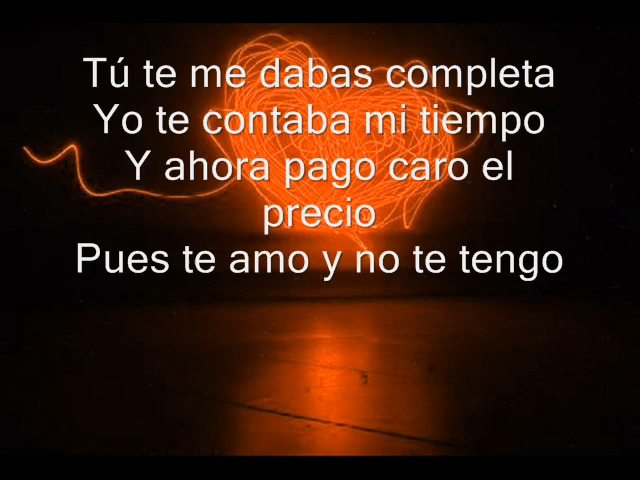 Tú te me dabas completa
Yo te contaba mi tiempo
Y ahora pago caro el
precio
Pues te amo y no te tengo